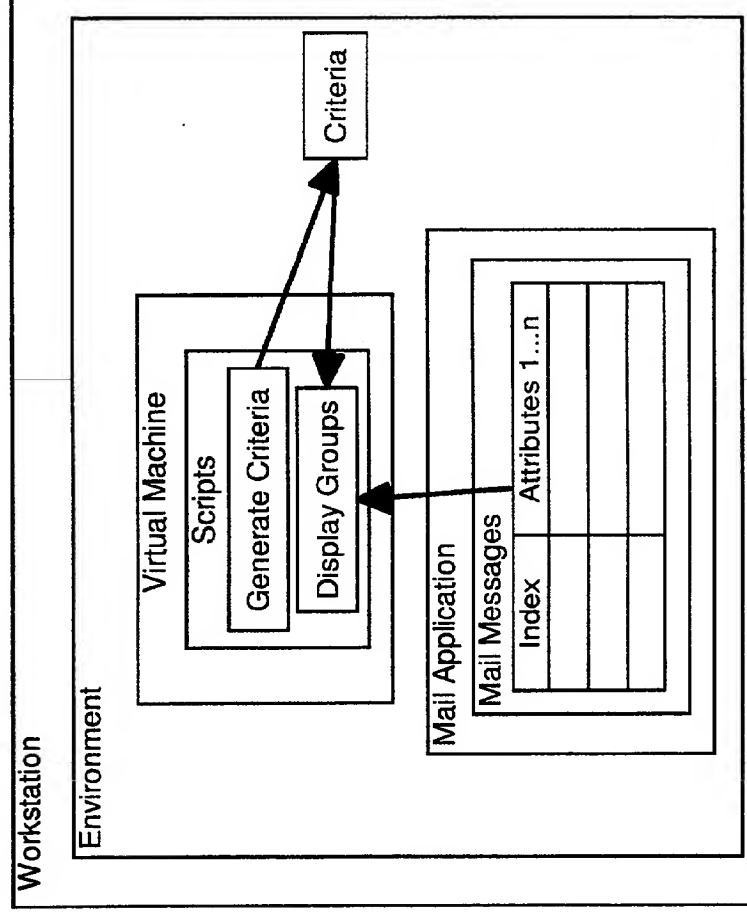 Workstation
Environment
Virtual Machine
Scripts
Generate Criteria
Display Groups
Criteria
Mail Application
Mail Messages
Index
Attributes 1...n